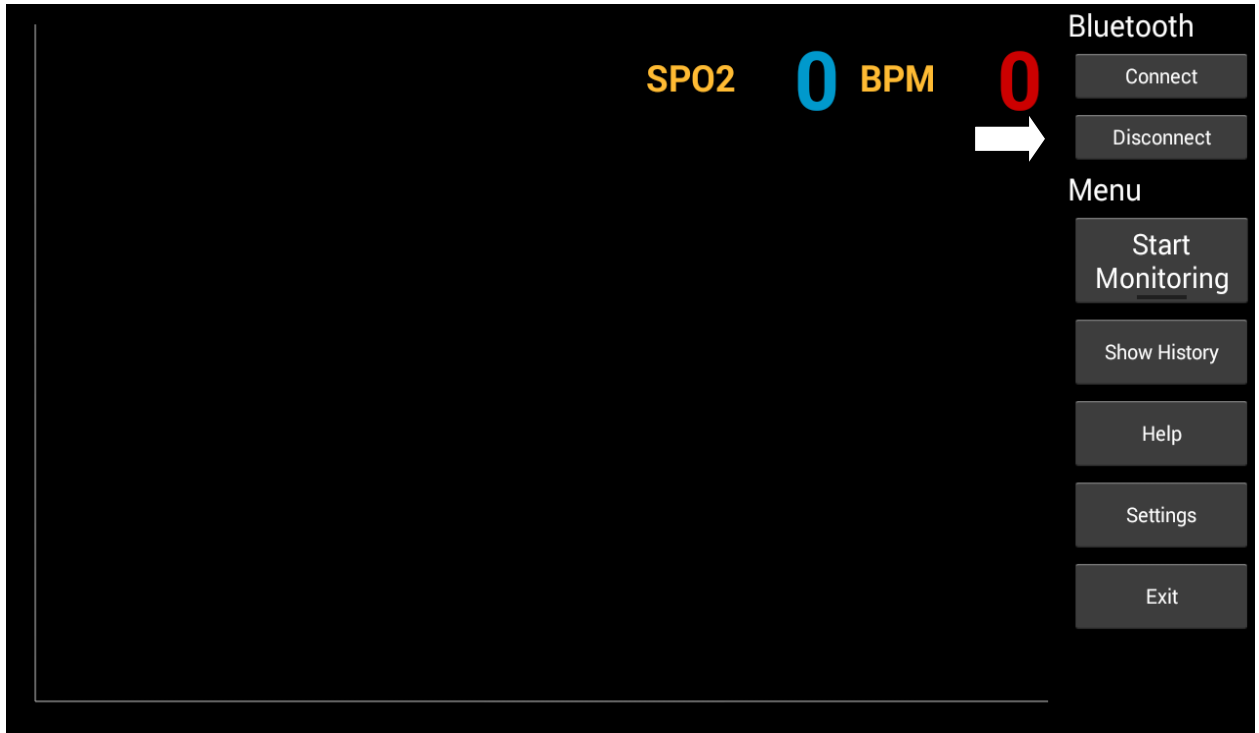 SPO2 0 BPM 0
Bluetooth
Connect
Disconnect
Menu
Start
Monitoring
Show History
Help
Settings
Exit